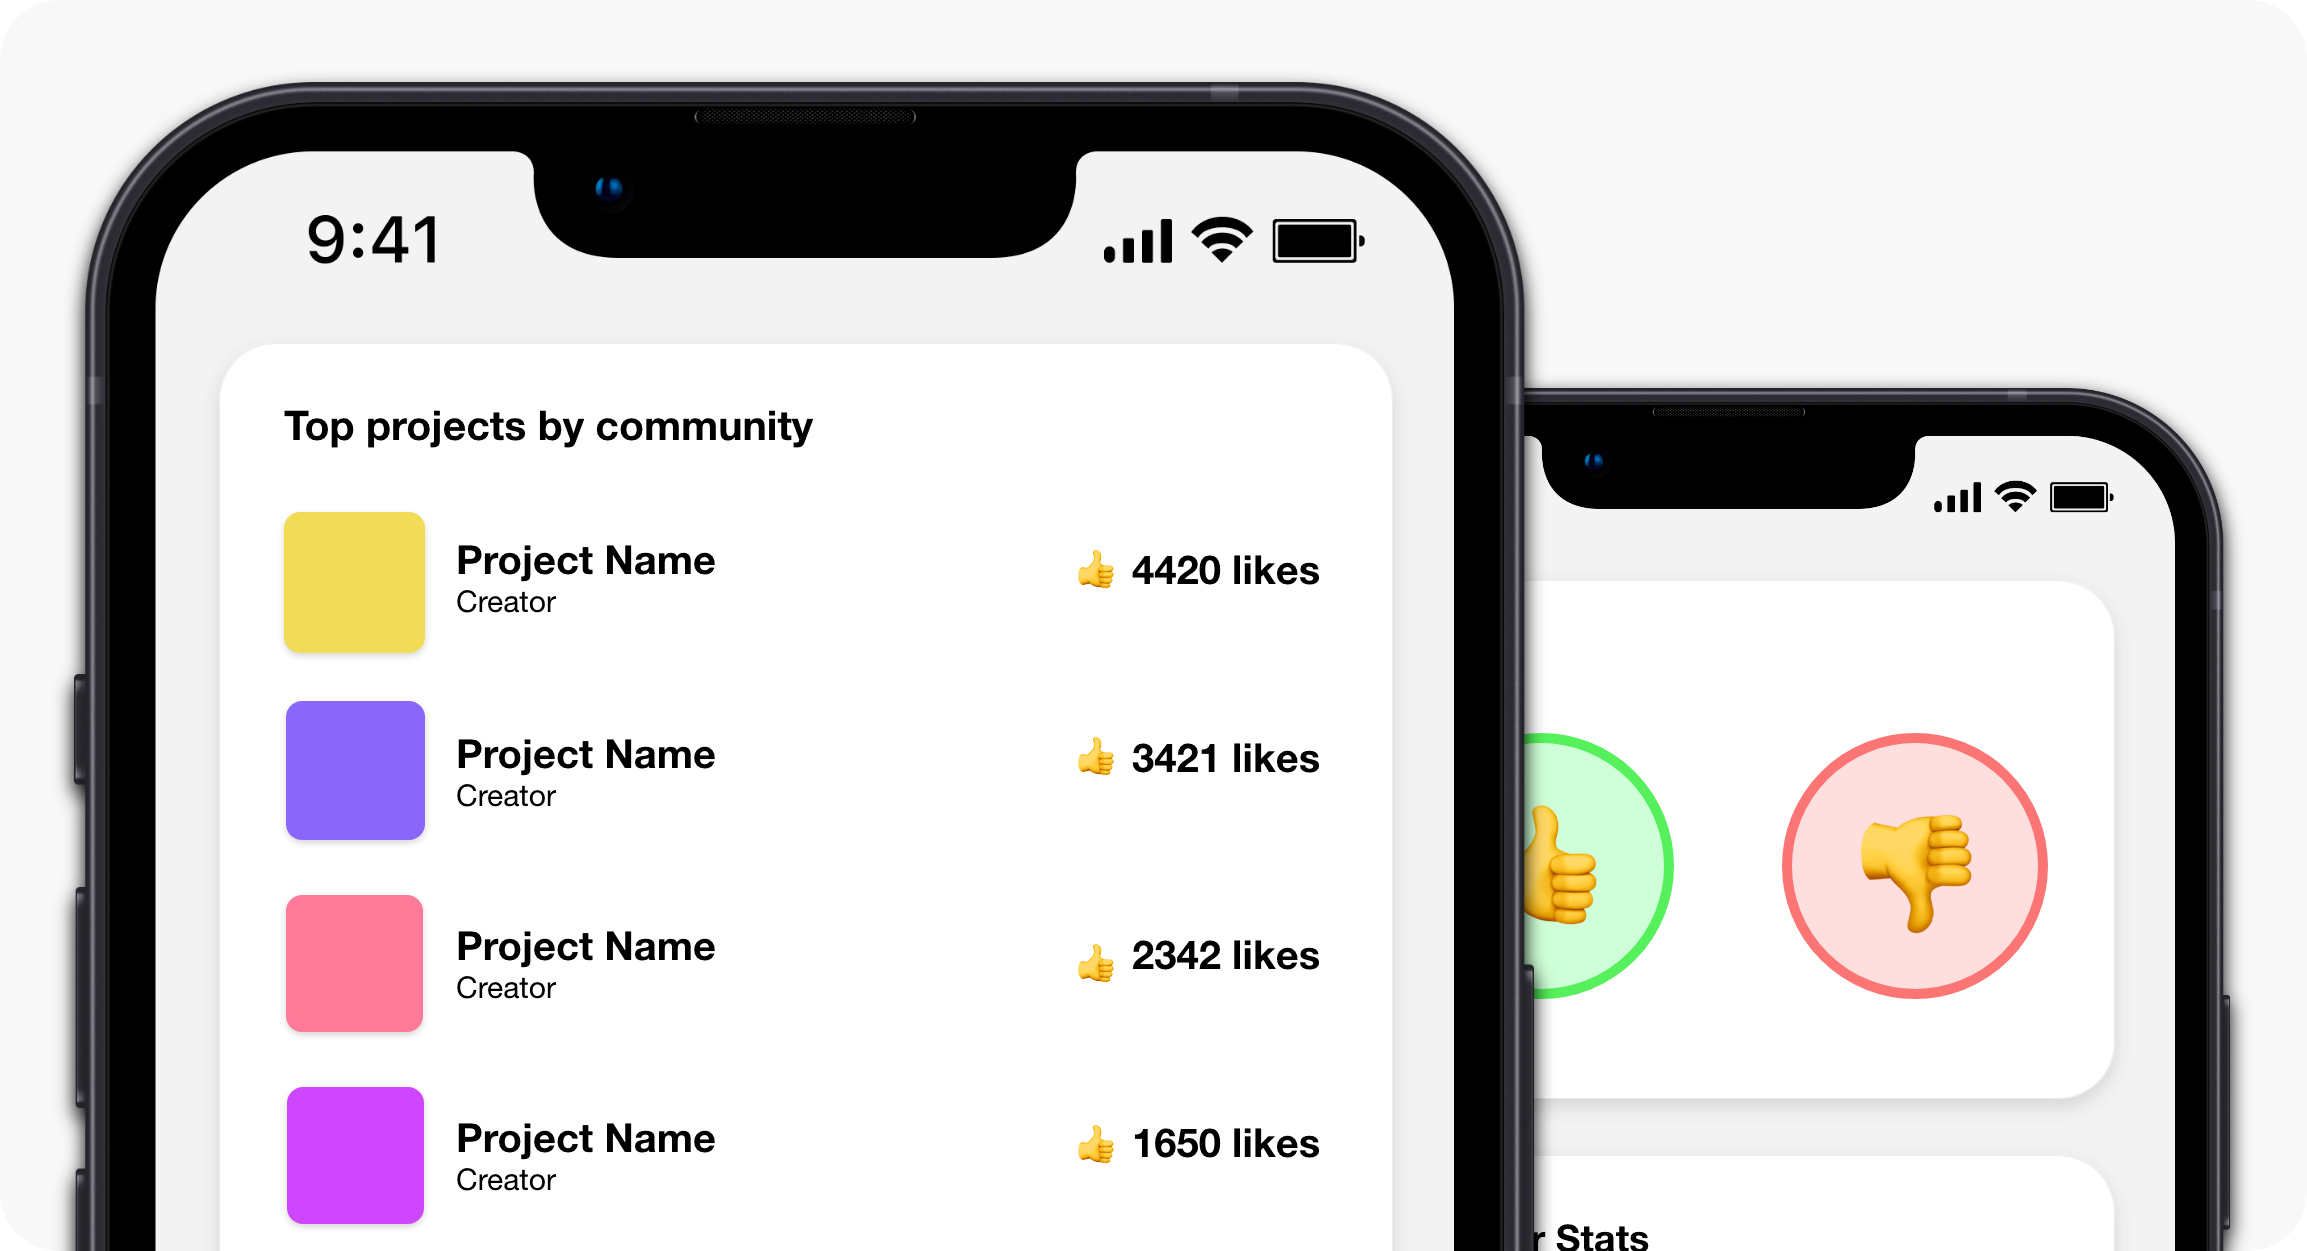 9:41
Top projects by community
Project Name
Creator
👍 4420 likes
Project Name
Creator
👍 3421 likes
Project Name
Creator
👍 2342 likes
Project Name
Creator
👍 1650 likes
r Stats